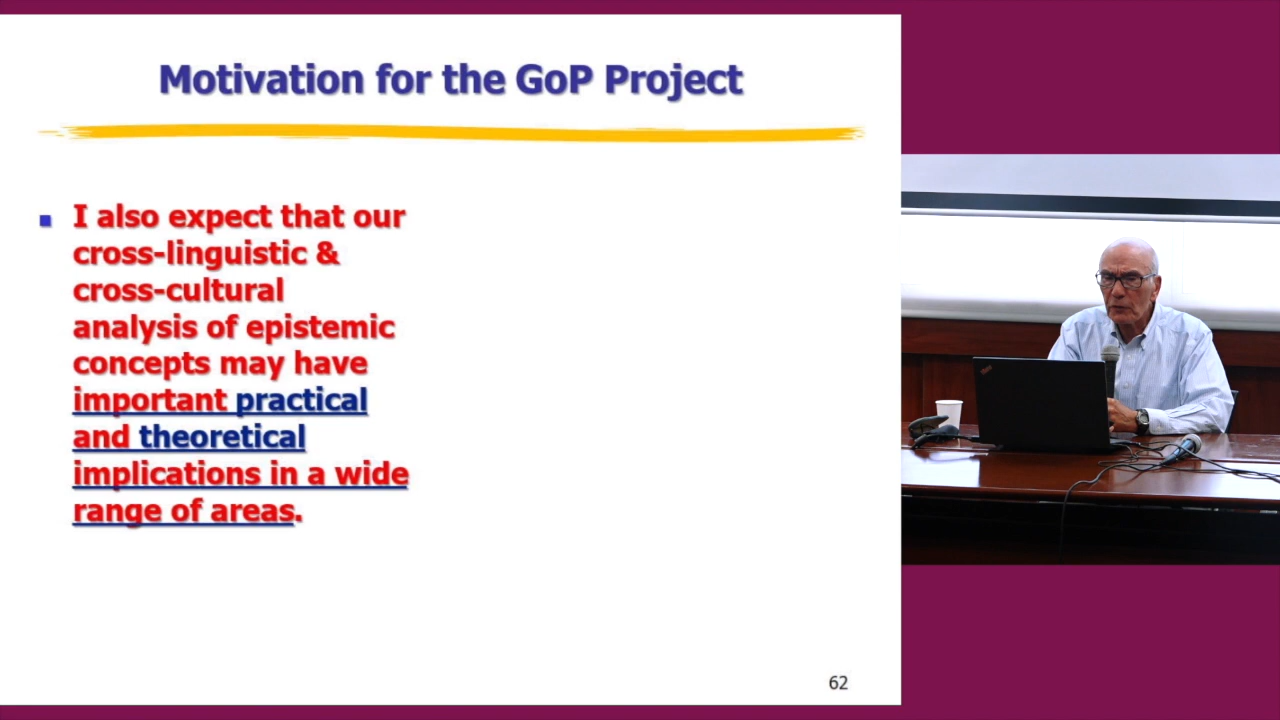 Motivation for the GoP Project
I also expect that our
cross-linguistic &
cross-cultural
analysis of epistemic
concepts may have
important practical
and theoretical
implications in a wide
range of areas.
62